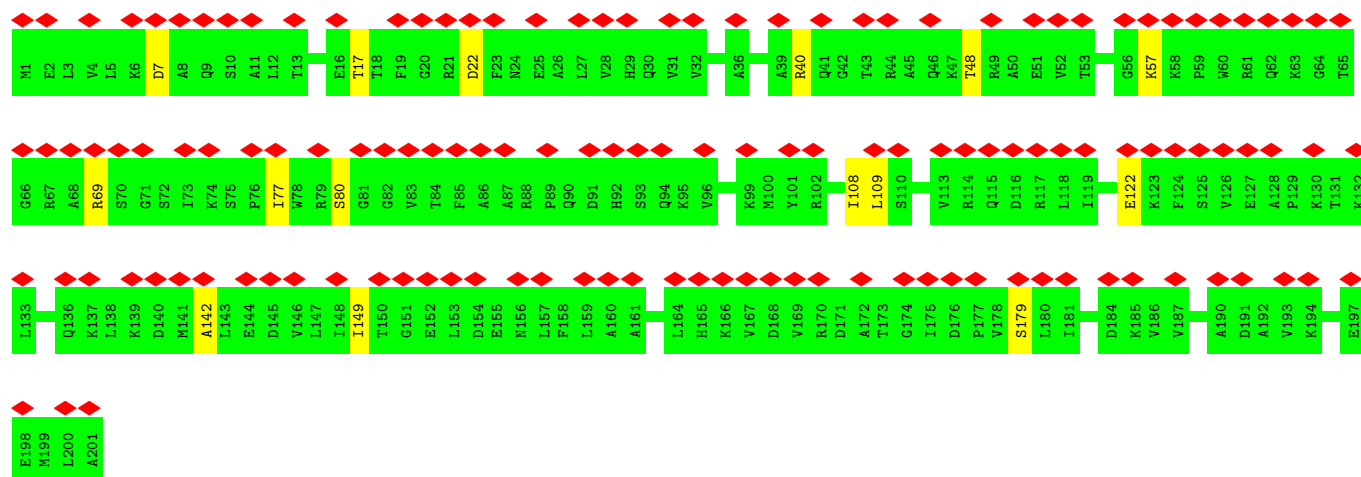 M1 E2 L3 V4 L5 K6 D7 A8 Q9 S10 A11 L12 T13 E16 T17 T18 F19 G20 R21 D22 F23 N24 E25 A26 L27 V28 H29 Q30 V31 V32 A36 A39 R40 Q41 G42 T43 R44 A45 Q46 K47 T48 R49 A50 E51 V52 T53 G56 K57 K58 P59 W60 R61 Q62 K63 G64 T65
G66 R67 A68 R69 S70 G71 S72 I73 K74 S75 P76 I77 W78 R79 S80 G81 G82 V83 T84 F85 A86 A87 R88 P89 Q90 D91 H92 S93 Q94 K95 V96 K99 M100 Y101 R102 I108 L109 S110 V113 R114 Q115 D116 R117 L118 I119 E122 K123 F124 S125 V126 E127 A128 P129 K130 T131 K132
L133 Q136 K137 L138 K139 D140 M141 A142 L143 E144 D145 V146 L147 I148 I149 T150 G151 E152 L153 D154 E155 N156 L157 F158 L159 A160 A161 L164 H165 K166 V167 D168 V169 R170 D171 A172 T173 G174 I175 D176 P177 V178 S179 L180 I181 D184 K185 V186 V187 A190 D191 A192 V193 K194 E197
E198 M199 L200 A201